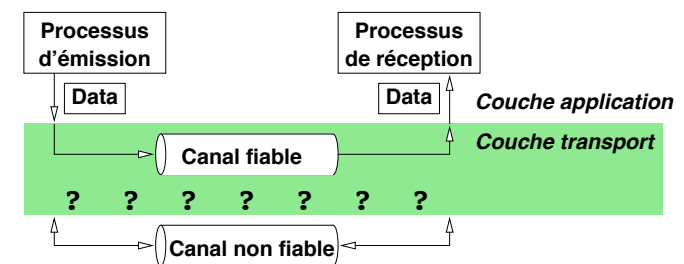 Processus
d'émission
Processus
de réception
Data
Data
Couche application
Couche transport
Canal fiable
? ? ? ? ? ? ?
Canal non fiable